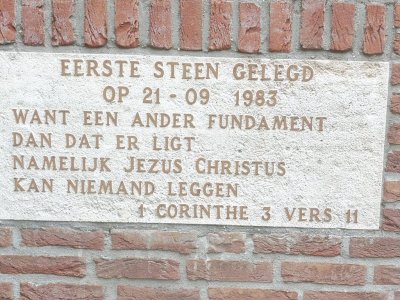 EERSTE STEEN GELEGD
OP 21-09 1983
WANT EEN ANDER FUNDAMENT
DAN DAT ER LIGT
NAMELIJK JEZUS CHRISTUS
KAN NIEMAND LEGGEN
1 CORINTHE 3 VERS 11